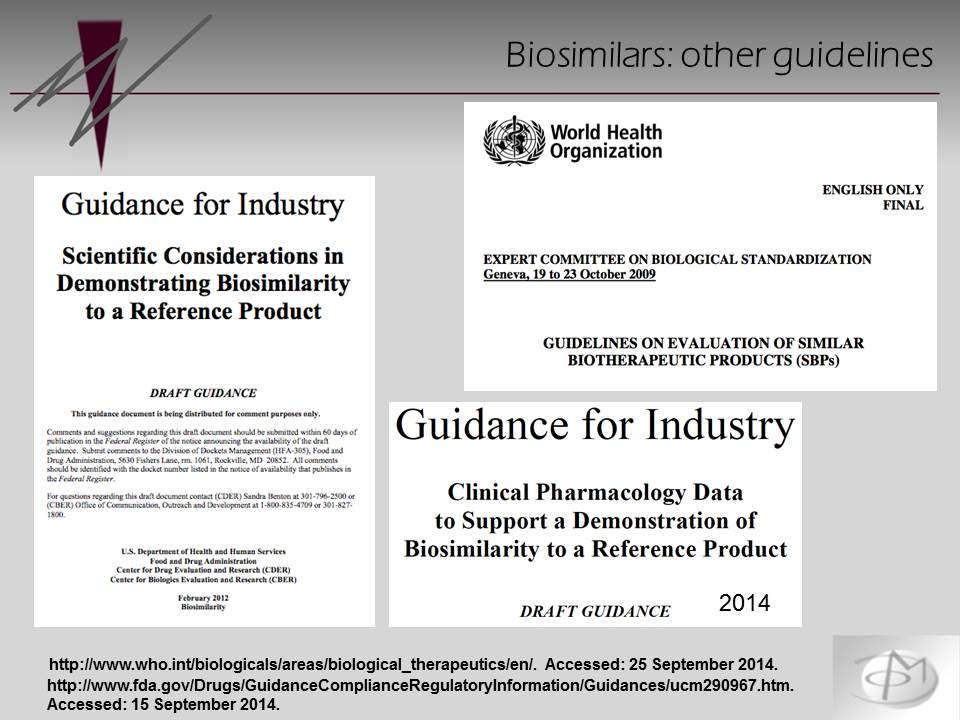 Biosimilars: other guidelines
Guidance for Industry
Scientific Considerations in
Demonstrating Biosimilarity
to a Reference Product
DRAFT GUIDANCE
This guidance document is being distributed for comment purposes only.
Comments and suggestions regarding this draft document should be submitted within 60 days of
publication in the Federal Register of the notice announcing the availability of the draft
guidance. Submit comments to the Division of Dockets Management (HFA-305), Food and
Drug Administration, 5630 Fishers Lane, rm. 1061, Rockville, MD 20852. All comments
should be identified with the docket number listed in the notice of availability that publishes in
the Federal Register.
For questions regarding this draft document contact (CDER) Sandra Benton at 301-796-2500 or
(CBER) Office of Communication, Outreach and Development at 1-800-835-4709 or 301-827-
1800.
U.S. Department of Health and Human Services
Food and Drug Administration
Center for Drug Evaluation and Research (CDER)
Center for Biologics Evaluation and Research (CBER)
February 2012
Biosimilarity
World Health
Organization
ENGLISH ONLY
FINAL
EXPERT COMMITTEE ON BIOLOGICAL STANDARDIZATION
Geneva, 19 to 23 October 2009
GUIDELINES ON EVALUATION OF SIMILAR
BIOTHERAPEUTIC PRODUCTS (SBPs)
Guidance for Industry
Clinical Pharmacology Data
to Support a Demonstration of
Biosimilarity to a Reference Product
DRAFT GUIDANCE 2014
http://www.who.int/biologicals/areas/biological_therapeutics/en/. Accessed: 25 September 2014.
http://www.fda.gov/Drugs/GuidanceComplianceRegulatoryInformation/Guidances/ucm290967.htm.
Accessed: 15 September 2014.